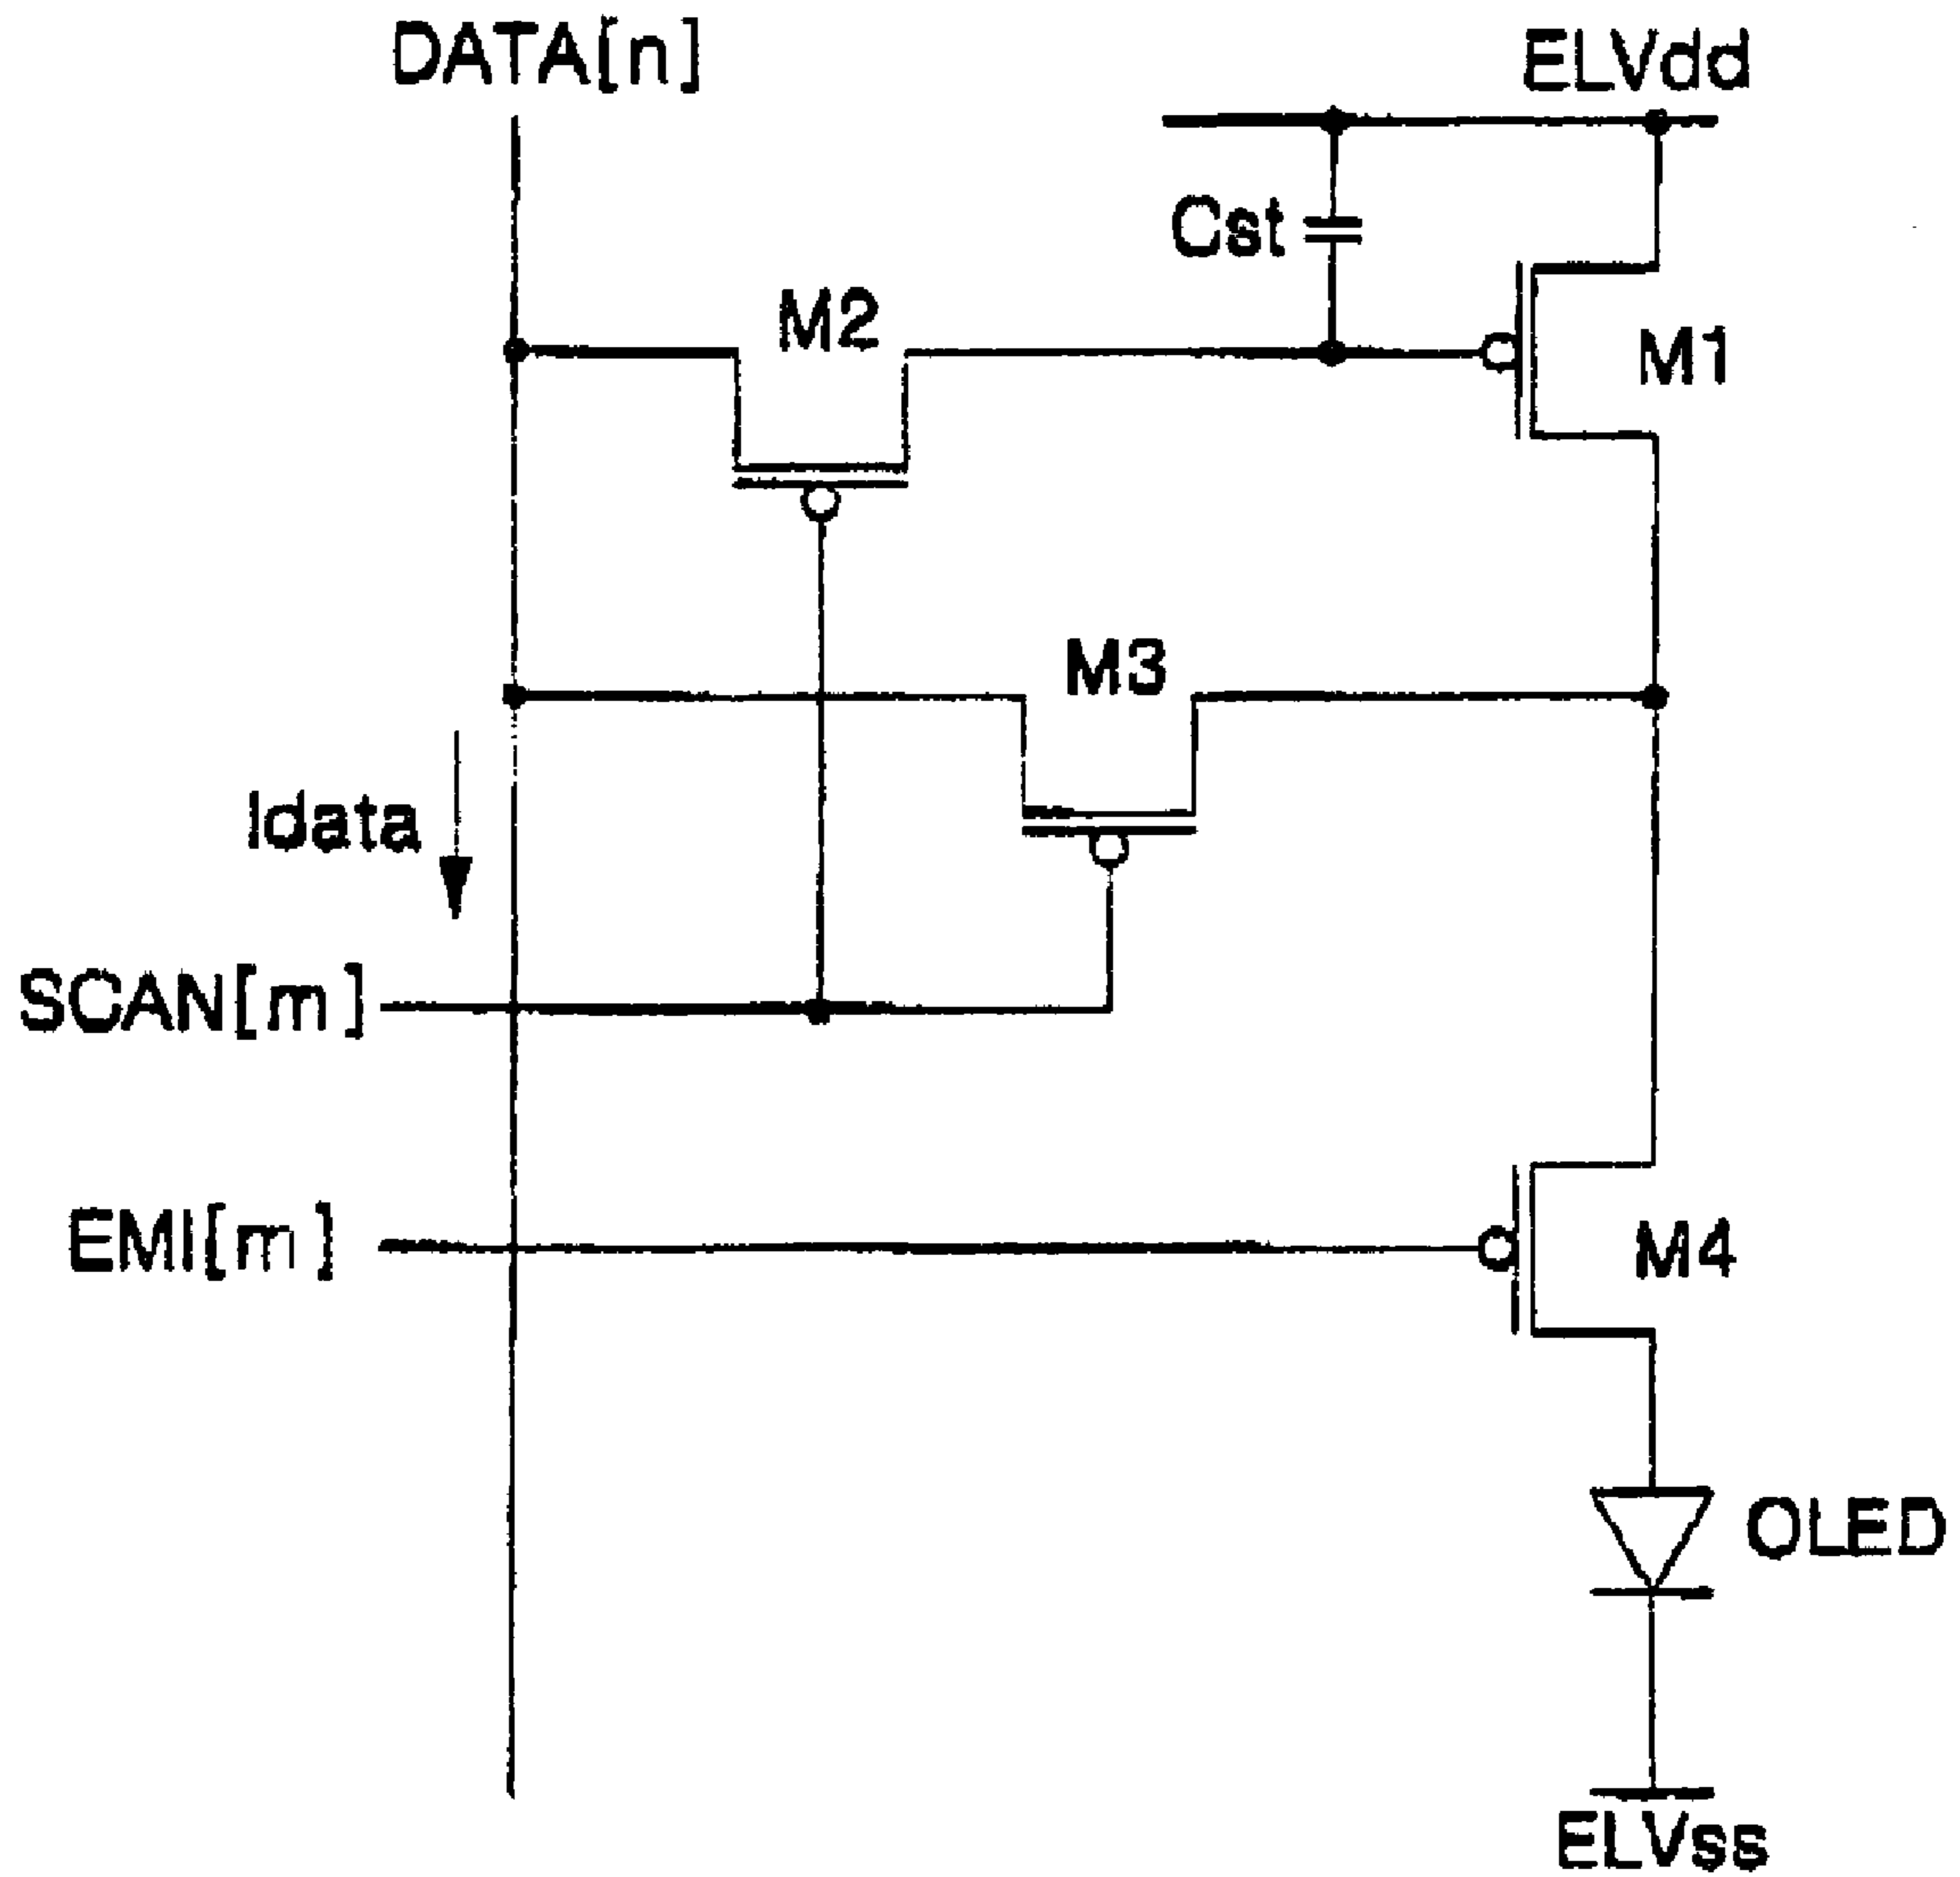 DATA[n]
ELVdd
Cst
M2
M1
M3
Idata
SCAN[m]
EMI[m]
M4
OLED
ELVss